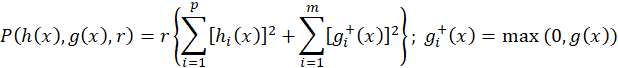 P(h(x), g(x), r) = r { ∑_{i=1}^{p} [h_i(x)]^2 + ∑_{i=1}^{m} [g_i^+(x)]^2 } ; g_i^+(x) = max (0, g(x))